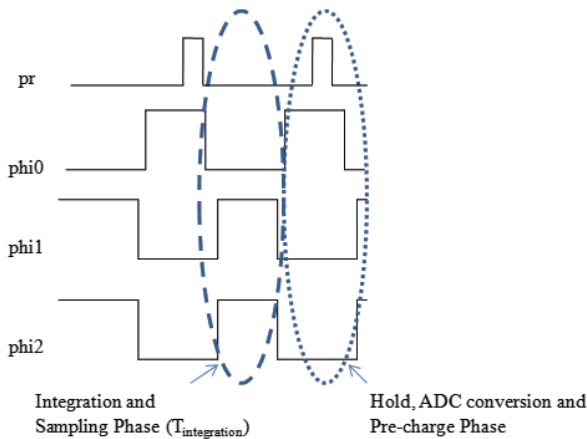 pr
phi0
phi1
phi2
Integration and
Sampling Phase (Tintegration)
Hold, ADC conversion and
Pre-charge Phase